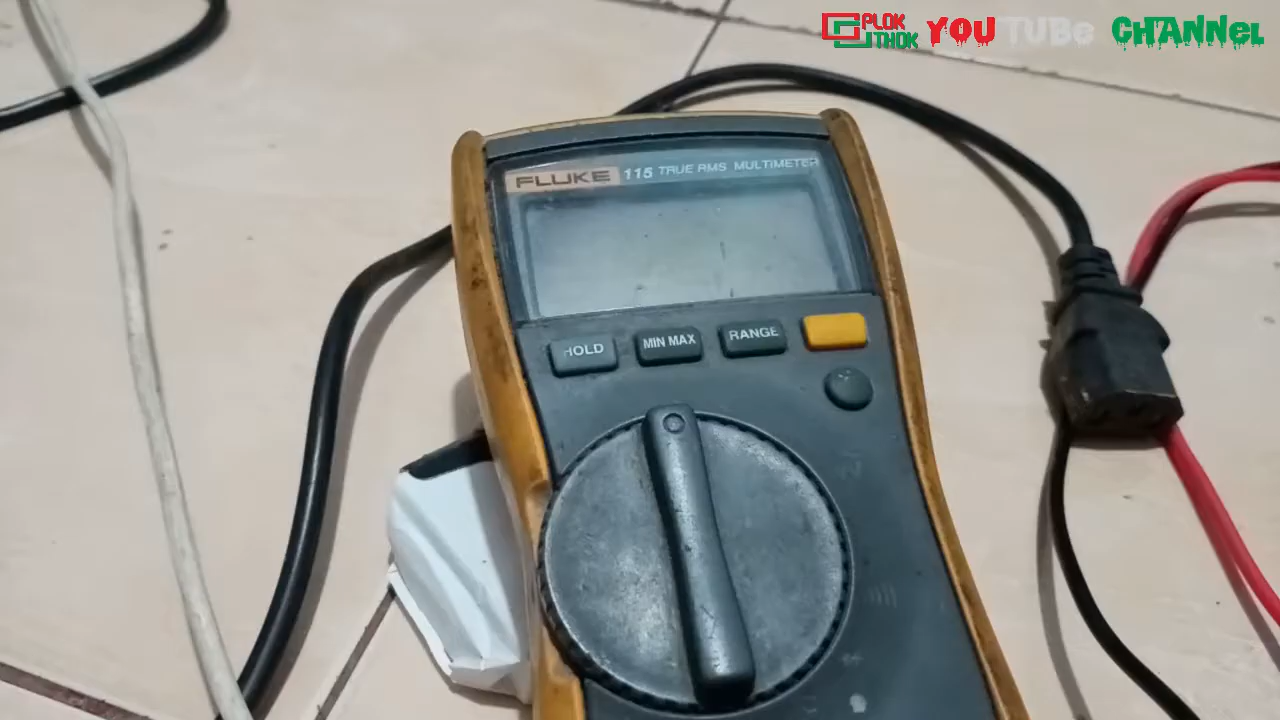 PLOK
THOK
YOU TUBe CHANNeL
FLUKE 115 TRUE RMS MULTIMETER
HOLD
MIN MAX
RANGE